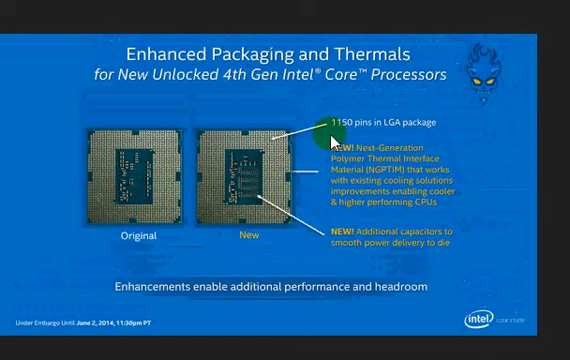 Enhanced Packaging and Thermals
for New Unlocked 4th Gen Intel® Core™ Processors
1150 pins in LGA package
NEW! Next-Generation
Polymer Thermal Interface
Material (NGPTIM) that works
with existing cooling solutions
improvements enabling cooler
& higher performing CPUs
NEW! Additional capacitors to
smooth power delivery to die
Original
New
Enhancements enable additional performance and headroom
Under Embargo Until June 2, 2014, 11:30pm PT
intel